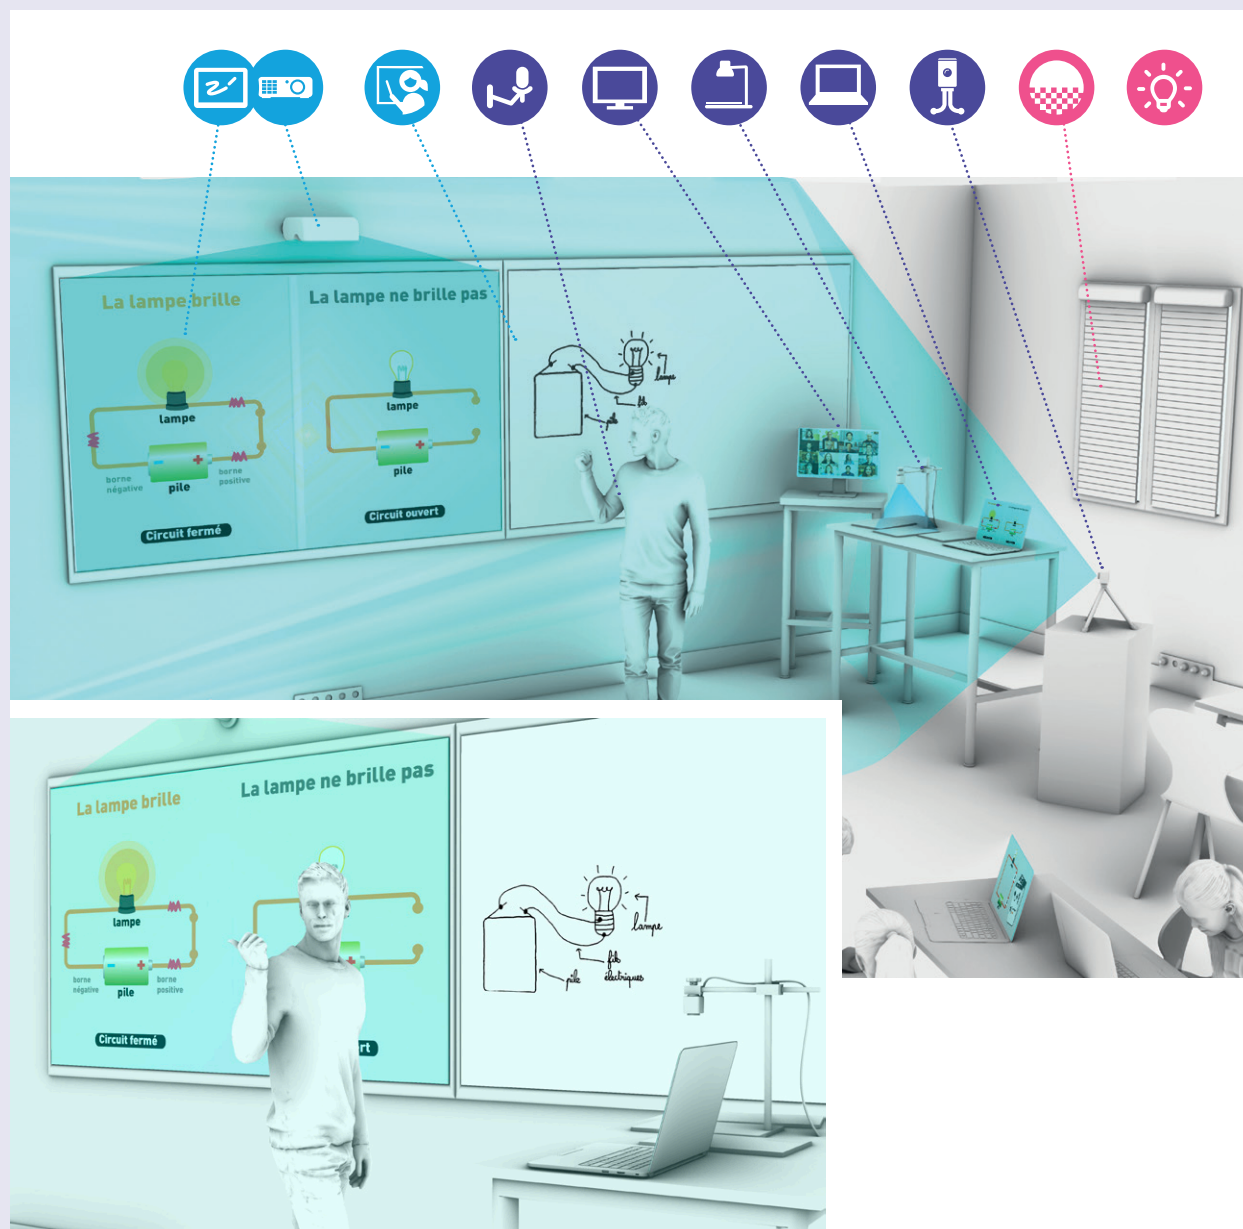 La lampe brille
La lampe ne brille pas
lampe
borne
négative
pile
borne
positive
Circuit fermé
lampe
pile
Circuit ouvert
lampe
fils
pile
La lampe brille
La lampe ne brille pas
lampe
borne
négative
pile
borne
positive
Circuit fermé
rt
lampe
fils
électriques
pile